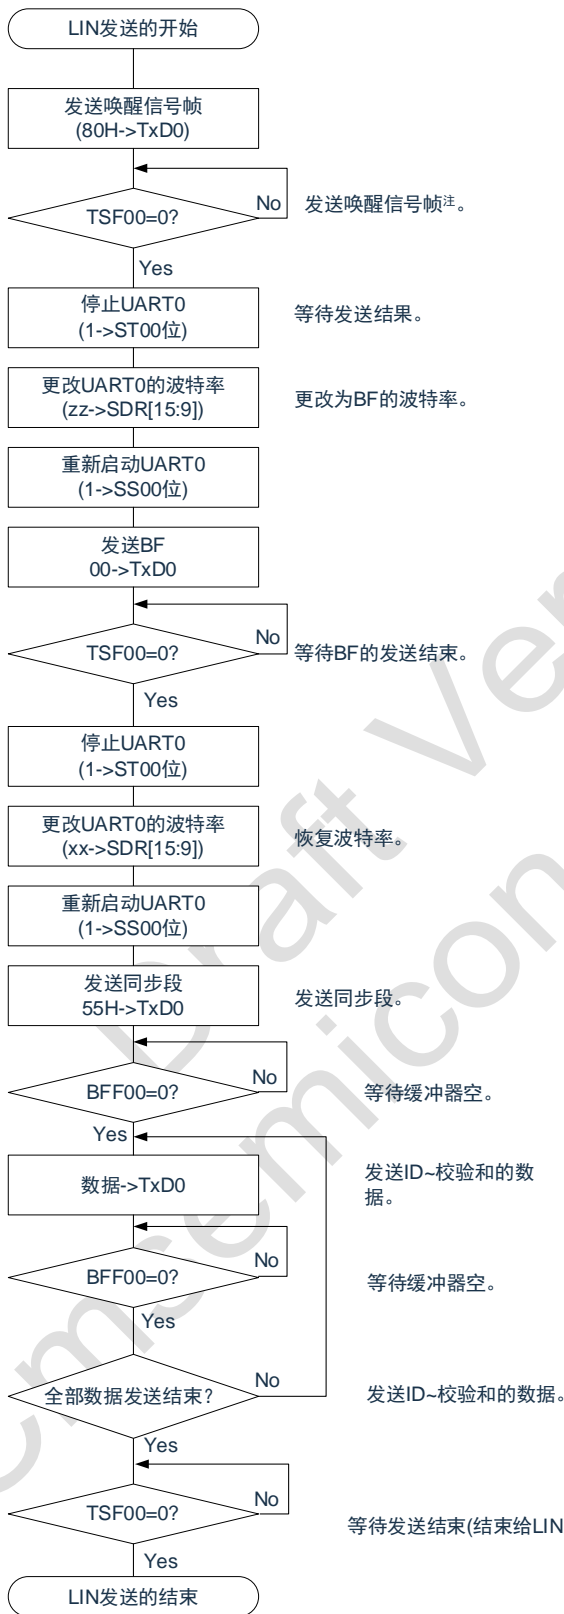 LIN发送的开始
发送唤醒信号帧
(80H->TxD0)
No
发送唤醒信号帧注。
TSF00=0?
Yes
停止UART0
(1->ST00位)
等待发送结果。
更改UART0的波特率
(zz->SDR[15:9])
更改为BF的波特率。
重新启动UART0
(1->SS00位)
发送BF
00->TxD0
No
TSF00=0?
等待BF的发送结束。
Yes
停止UART0
(1->ST00位)
更改UART0的波特率
(xx->SDR[15:9])
恢复波特率。
重新启动UART0
(1->SS00位)
发送同步段
55H->TxD0
发送同步段。
No
BFF00=0?
等待缓冲器空。
Yes
数据->TxD0
发送ID~校验和的数
据。
No
BFF00=0?
等待缓冲器空。
Yes
No
全部数据发送结束?
发送ID~校验和的数据。
Yes
No
TSF00=0?
等待发送结束(结束给LIN
Yes
LIN发送的结束
Draft Ver
Cmsemicon